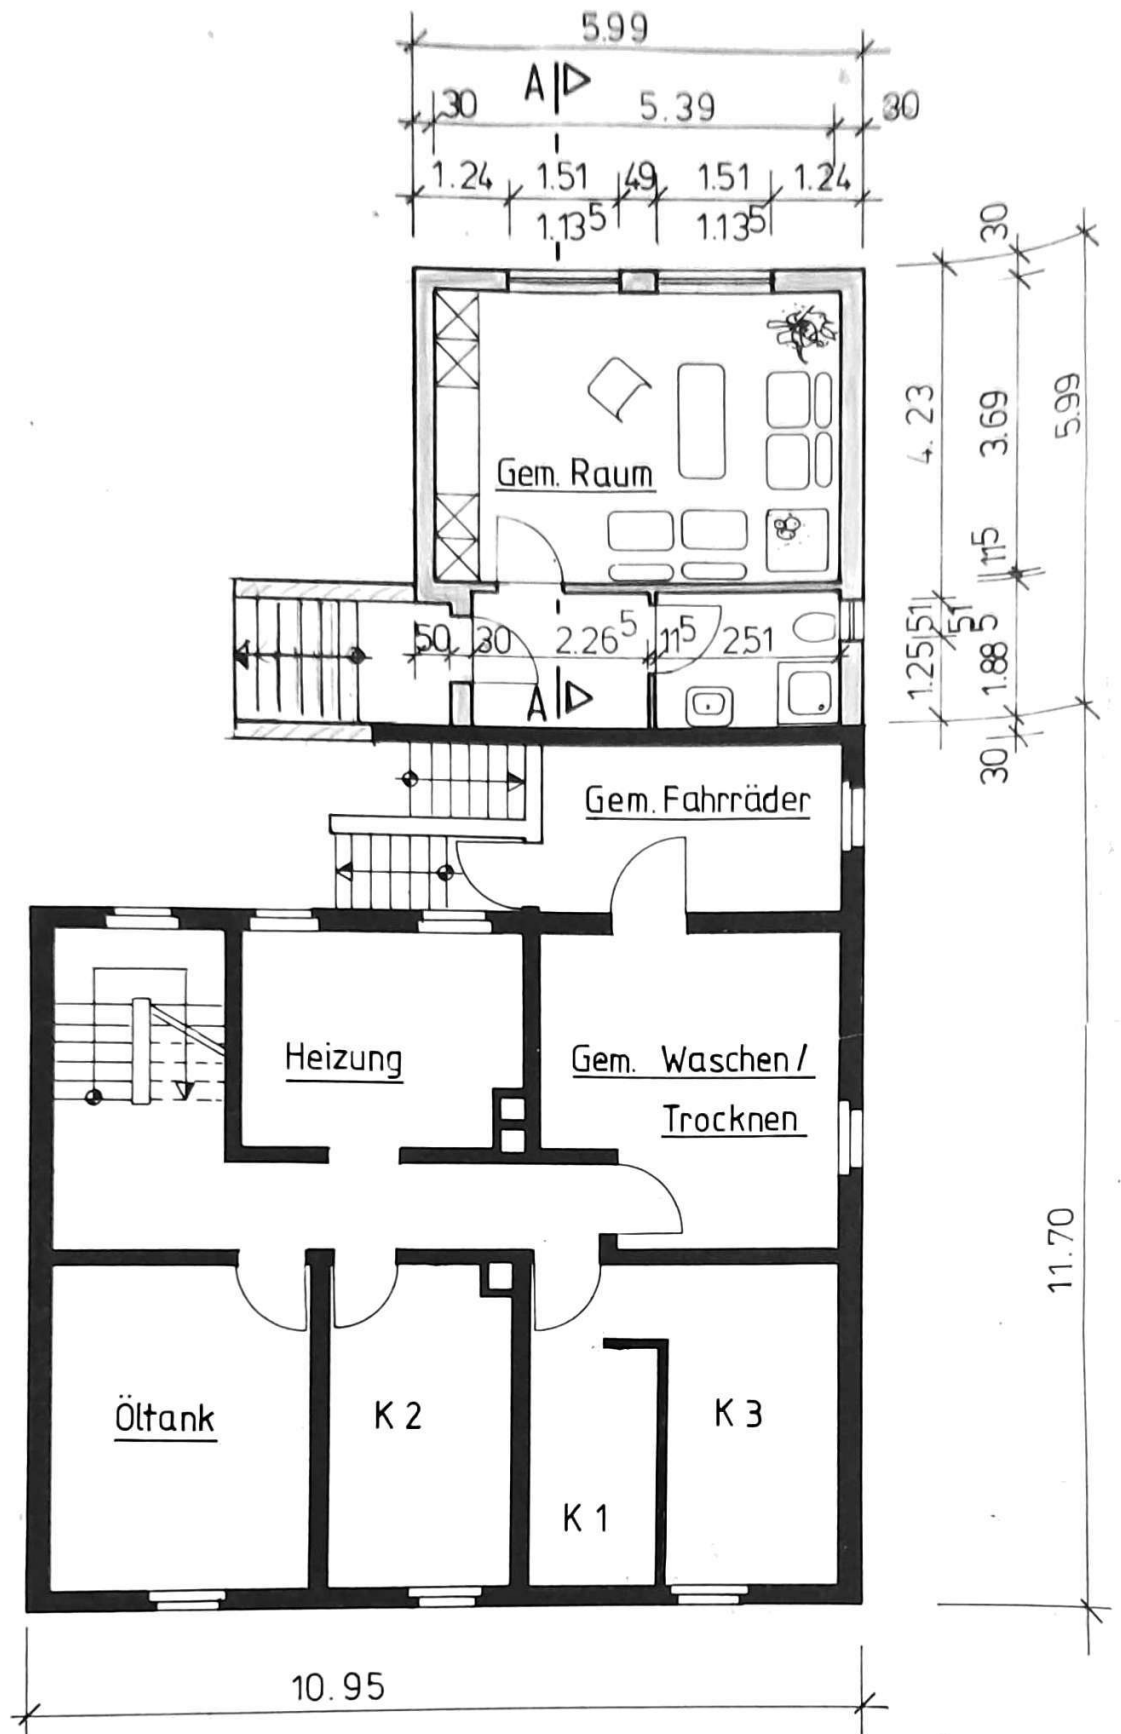 5.99
A
30 5.39 30
1.24 1.51 49 1.51 1.24
1.13⁵ 1.13⁵
30
4.23
3.69
5.99
Gem. Raum
11⁵
50 30 2.26⁵ 11⁵ 2.51
1.25 51
51
1.88⁵
A
30
Gem. Fahrräder
Heizung
Gem. Waschen/
Trocknen
11.70
Öltank
K 2
K 3
K 1
10.95